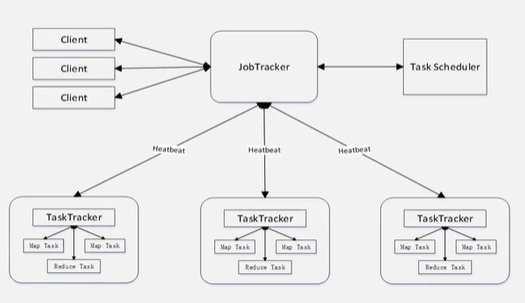 Client
Client
Client
JobTracker
Task Scheduler
Heatbeat
Heatbeat
Heatbeat
TaskTracker
Map Task
Map Task
Reduce Task
TaskTracker
Map Task
Map Task
Reduce Task
TaskTracker
Map Task
Map Task
Reduce Task